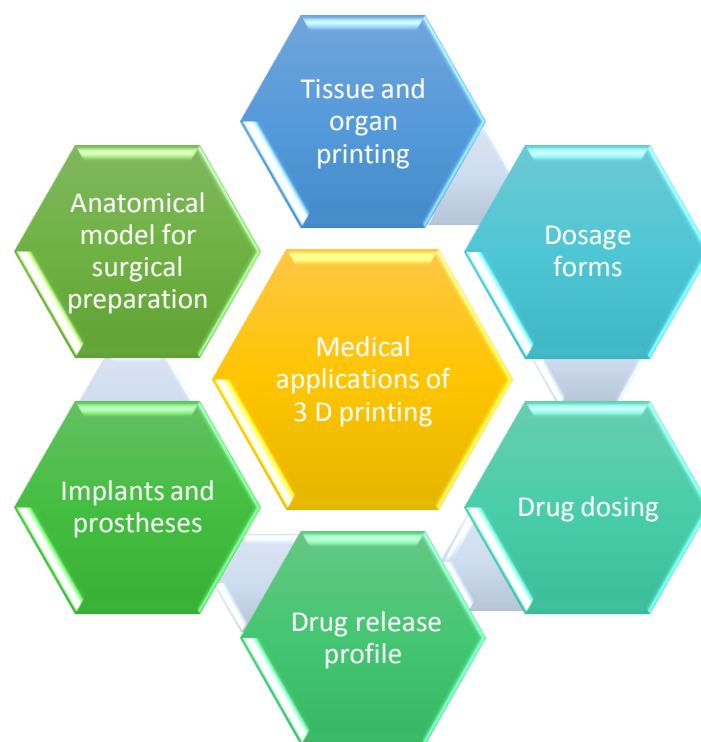 Tissue and
organ
printing
Dosage
forms
Drug dosing
Drug release
profile
Implants and
prostheses
Anatomical
model for
surgical
preparation
Medical
applications of
3 D printing